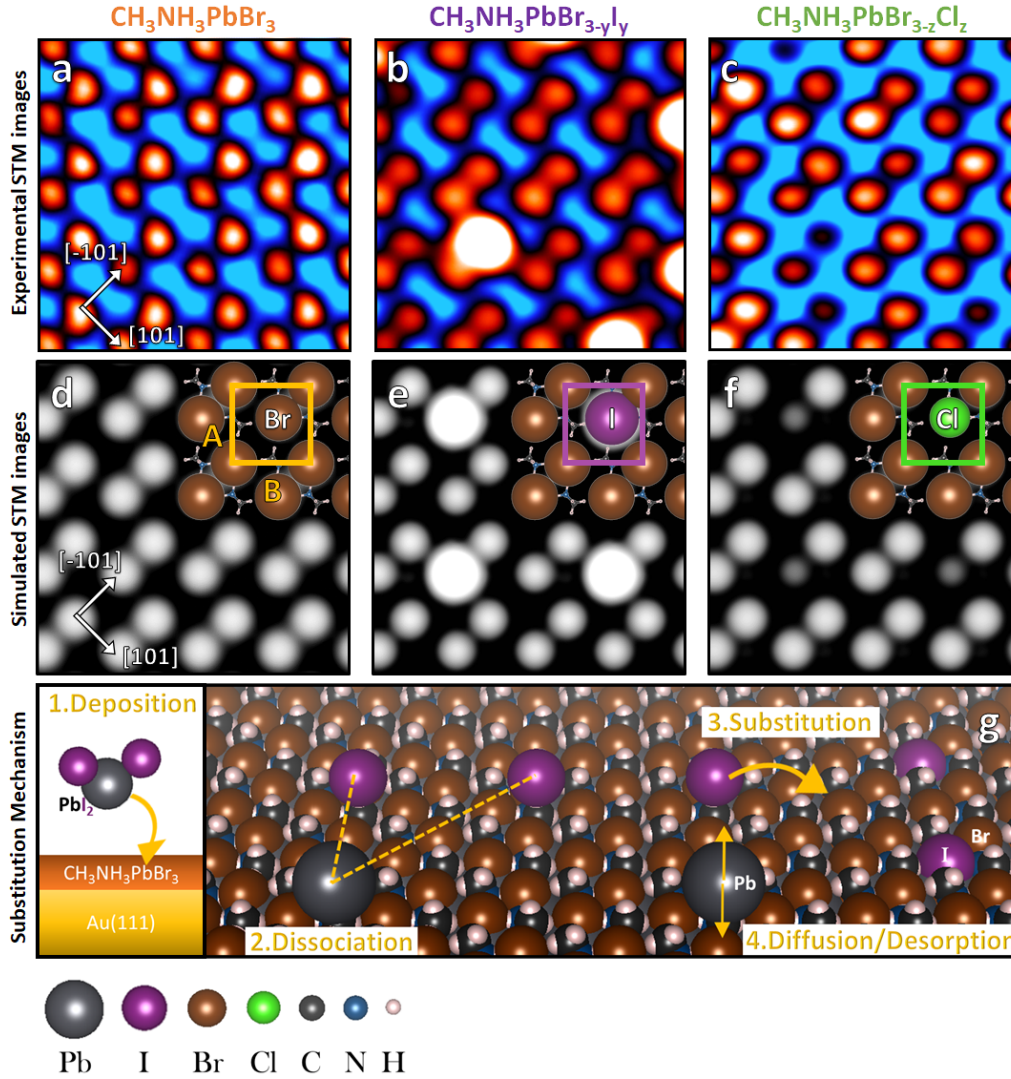 CH₃NH₃PbBr₃
CH₃NH₃PbBr₃₋yIy
CH₃NH₃PbBr₃₋zClz
Experimental STM images
a
b
c
[-101]
[101]
Simulated STM images
d
e
f
Br
I
Cl
A
B
[-101]
[101]
Substitution Mechanism
1.Deposition
PbI₂
CH₃NH₃PbBr₃
Au(111)
g
3.Substitution
Br
I
Pb
2.Dissociation
4.Diffusion/Desorption
Pb I Br Cl C N H